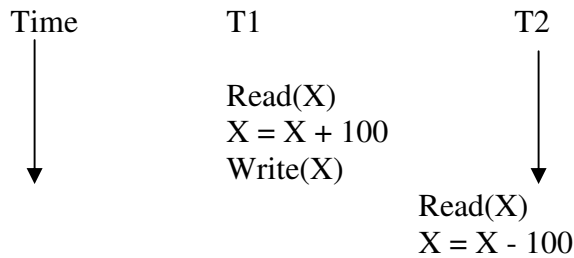 Time T1 T2
Read(X)
X = X + 100
Write(X)
Read(X)
X = X - 100